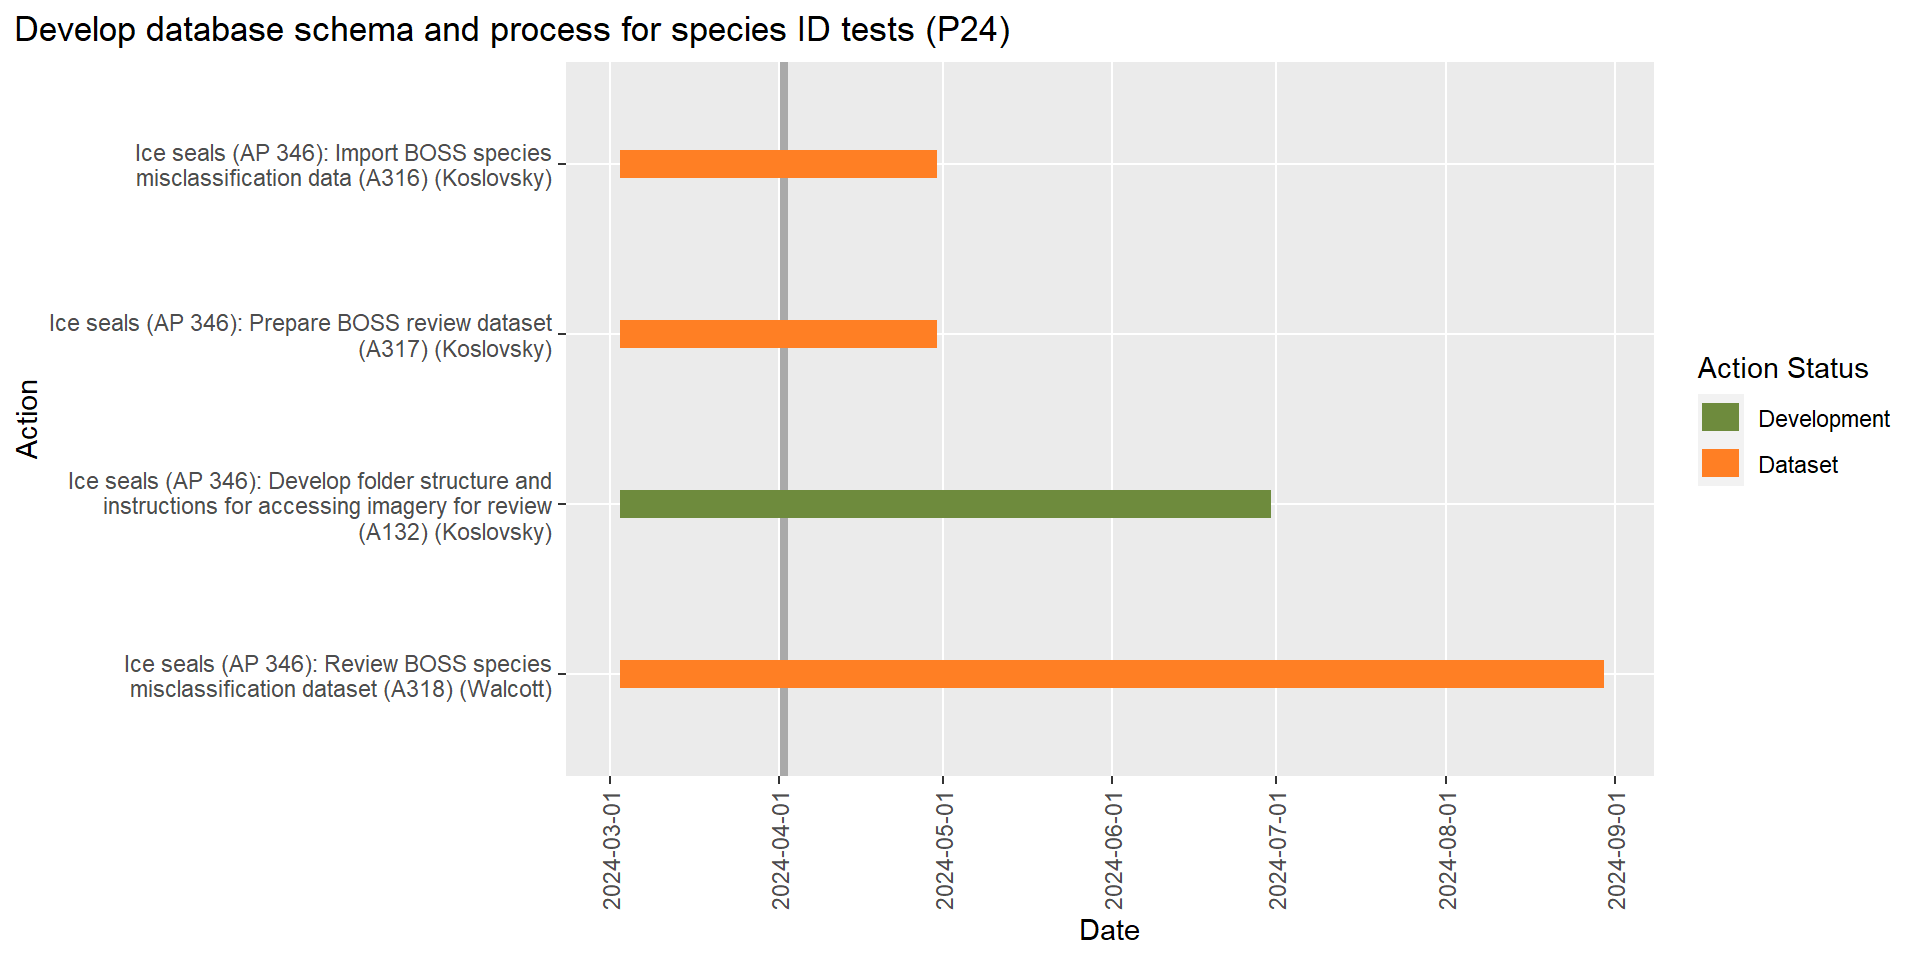 Develop database schema and process for species ID tests (P24)
Ice seals (AP 346): Import BOSS species
misclassification data (A316) (Koslovsky)
Ice seals (AP 346): Prepare BOSS review dataset
(A317) (Koslovsky)
Ice seals (AP 346): Develop folder structure and
instructions for accessing imagery for review
(A132) (Koslovsky)
Ice seals (AP 346): Review BOSS species
misclassification dataset (A318) (Walcott)
Action
2024-03-01
2024-04-01
2024-05-01
2024-06-01
2024-07-01
2024-08-01
2024-09-01
Date
Action Status
Development
Dataset